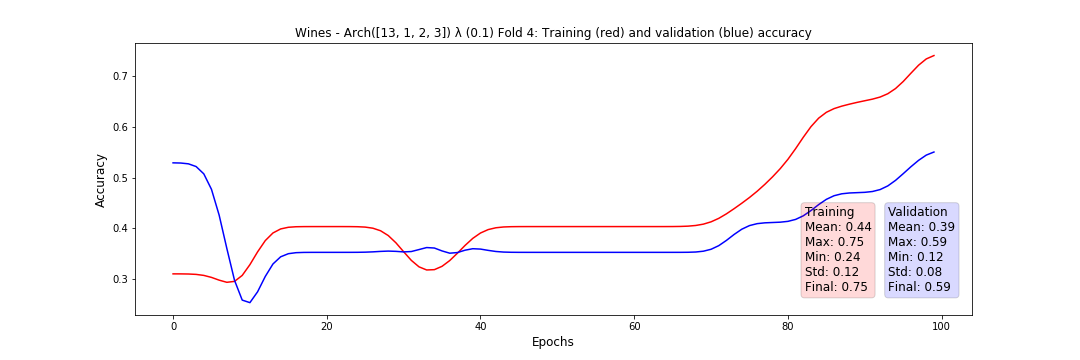 Wines - Arch([13, 1, 2, 3]) λ (0.1) Fold 4: Training (red) and validation (blue) accuracy
Accuracy
0.7
0.6
0.5
0.4
0.3
Training
Mean: 0.44
Max: 0.75
Min: 0.24
Std: 0.12
Final: 0.75
Validation
Mean: 0.39
Max: 0.59
Min: 0.12
Std: 0.08
Final: 0.59
0
20
40
60
80
100
Epochs